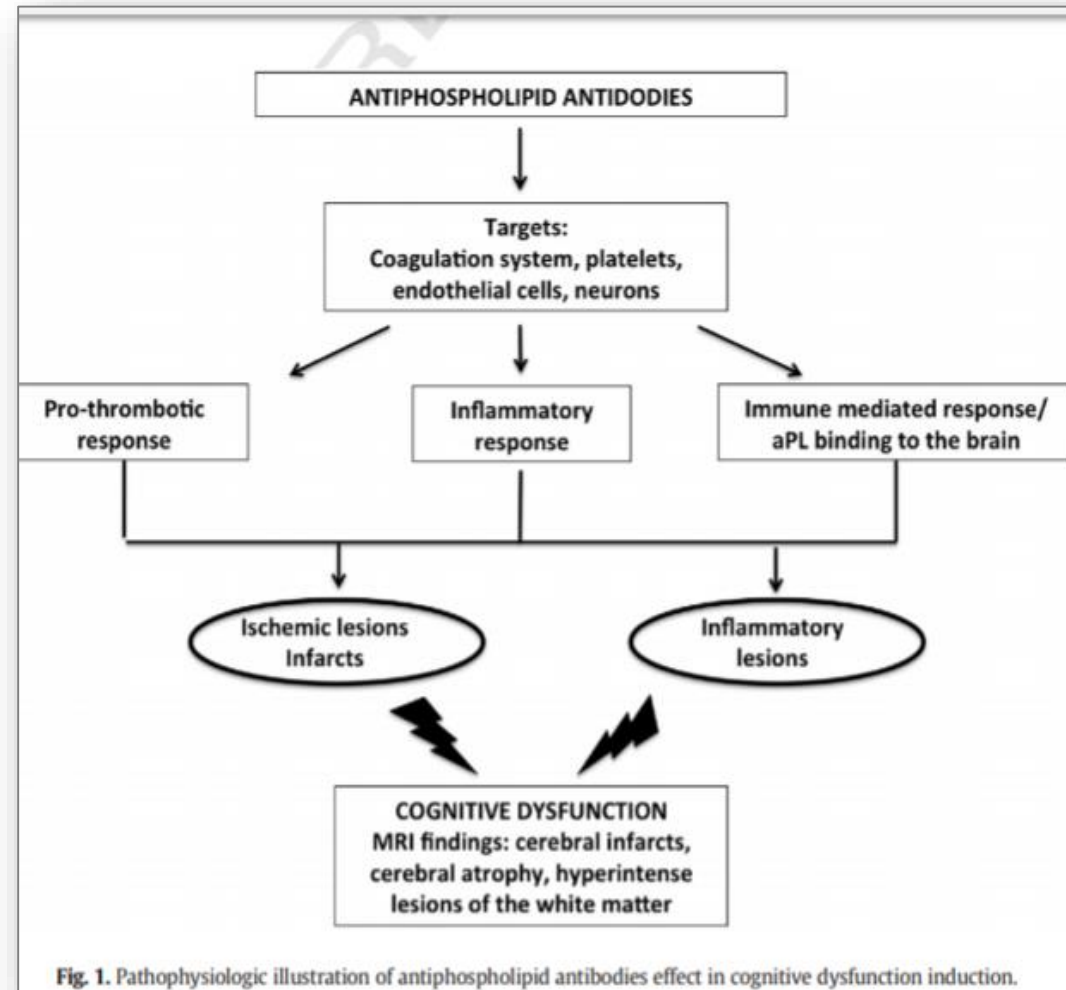 ANTIPHOSPHOLIPID ANTIDODIES
Targets:
Coagulation system, platelets,
endothelial cells, neurons
Pro-thrombotic
response
Inflammatory
response
Immune mediated response/
aPL binding to the brain
Ischemic lesions
Infarcts
Inflammatory
lesions
COGNITIVE DYSFUNCTION
MRI findings: cerebral infarcts,
cerebral atrophy, hyperintense
lesions of the white matter
Fig. 1. Pathophysiologic illustration of antiphospholipid antibodies effect in cognitive dysfunction induction.